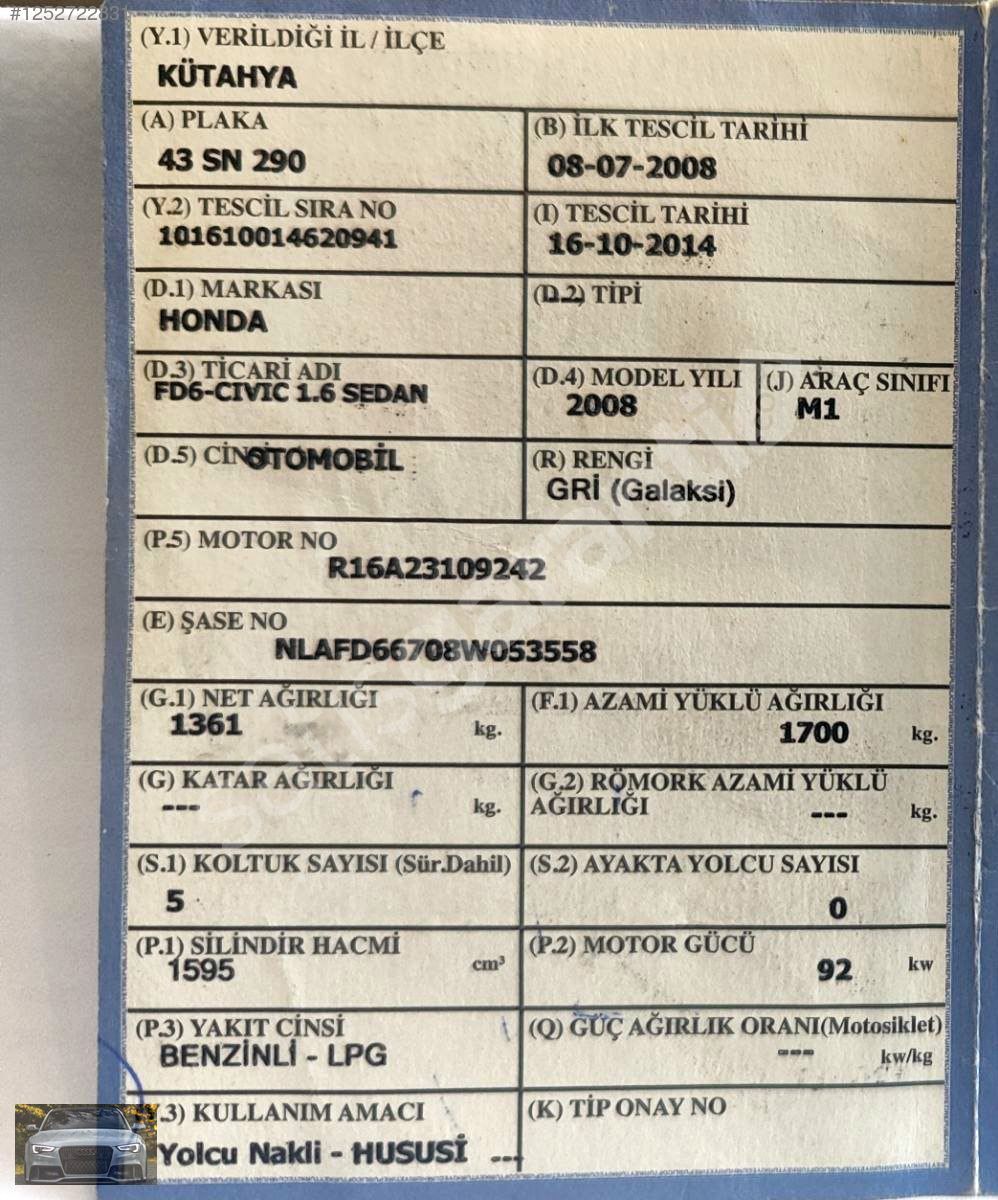 #125272283
(Y.1) VERİLDİĞİ İL / İLÇE
KÜTAHYA
(A) PLAKA
43 SN 290
(B) İLK TESCİL TARİHİ
08-07-2008
(Y.2) TESCİL SIRA NO
101610014620941
(I) TESCİL TARİHİ
16-10-2014
(D.1) MARKASI
HONDA
(D.2) TİPİ
(D.3) TİCARİ ADI
FD6-CIVIC 1.6 SEDAN
(D.4) MODEL YILI
2008
(J) ARAÇ SINIFI
M1
(D.5) CİNSİ OTOMOBİL
(R) RENGİ
GRİ (Galaksi)
(P.5) MOTOR NO
R16A23109242
(E) ŞASE NO
NLAFD66708W053558
(G.1) NET AĞIRLIĞI
1361 kg.
(F.1) AZAMİ YÜKLÜ AĞIRLIĞI
1700 kg.
(G) KATAR AĞIRLIĞI
--- kg.
(G.2) RÖMORK AZAMİ YÜKLÜ
AĞIRLIĞI --- kg.
(S.1) KOLTUK SAYISI (Sür.Dahil)
5
(S.2) AYAKTA YOLCU SAYISI
0
(P.1) SİLİNDİR HACMİ
1595 cm³
(P.2) MOTOR GÜCÜ
92 kw
(P.3) YAKIT CİNSİ
BENZİNLİ - LPG
(Q) GÜÇ AĞIRLIK ORANI(Motosiklet)
--- kw/kg
.3) KULLANIM AMACI
Yolcu Nakli - HUSUSİ ---
(K) TİP ONAY NO